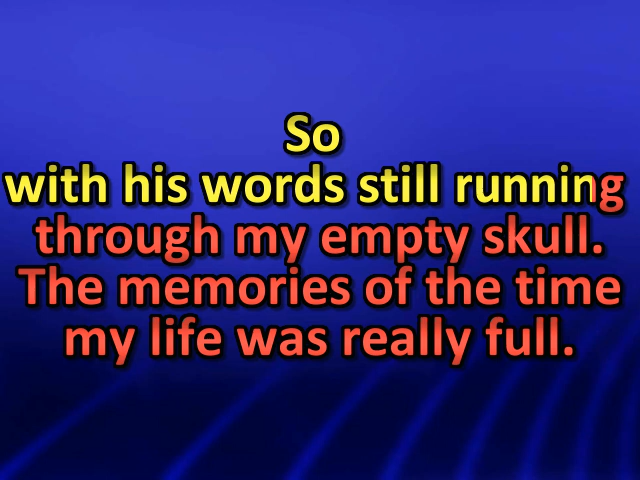 So
with his words still running
through my empty skull.
The memories of the time
my life was really full.